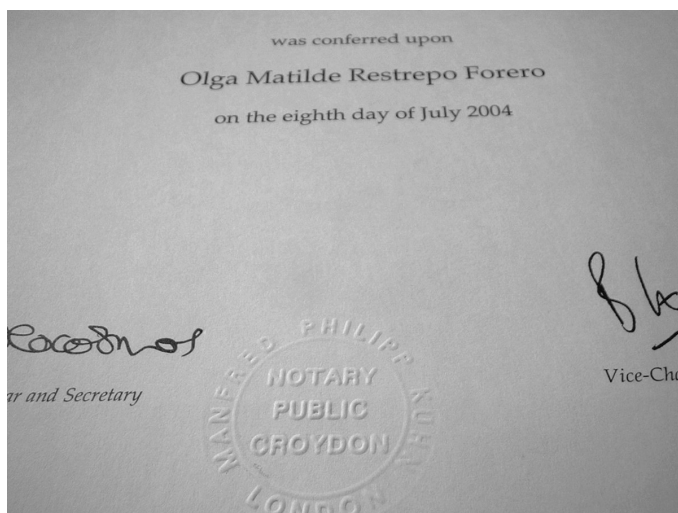 was conferred upon
Olga Matilde Restrepo Forero
on the eighth day of July 2004
ar and Secretary
Vice-Cha
MANFRED PHILIPP KUHN
NOTARY
PUBLIC
CROYDON
LONDON